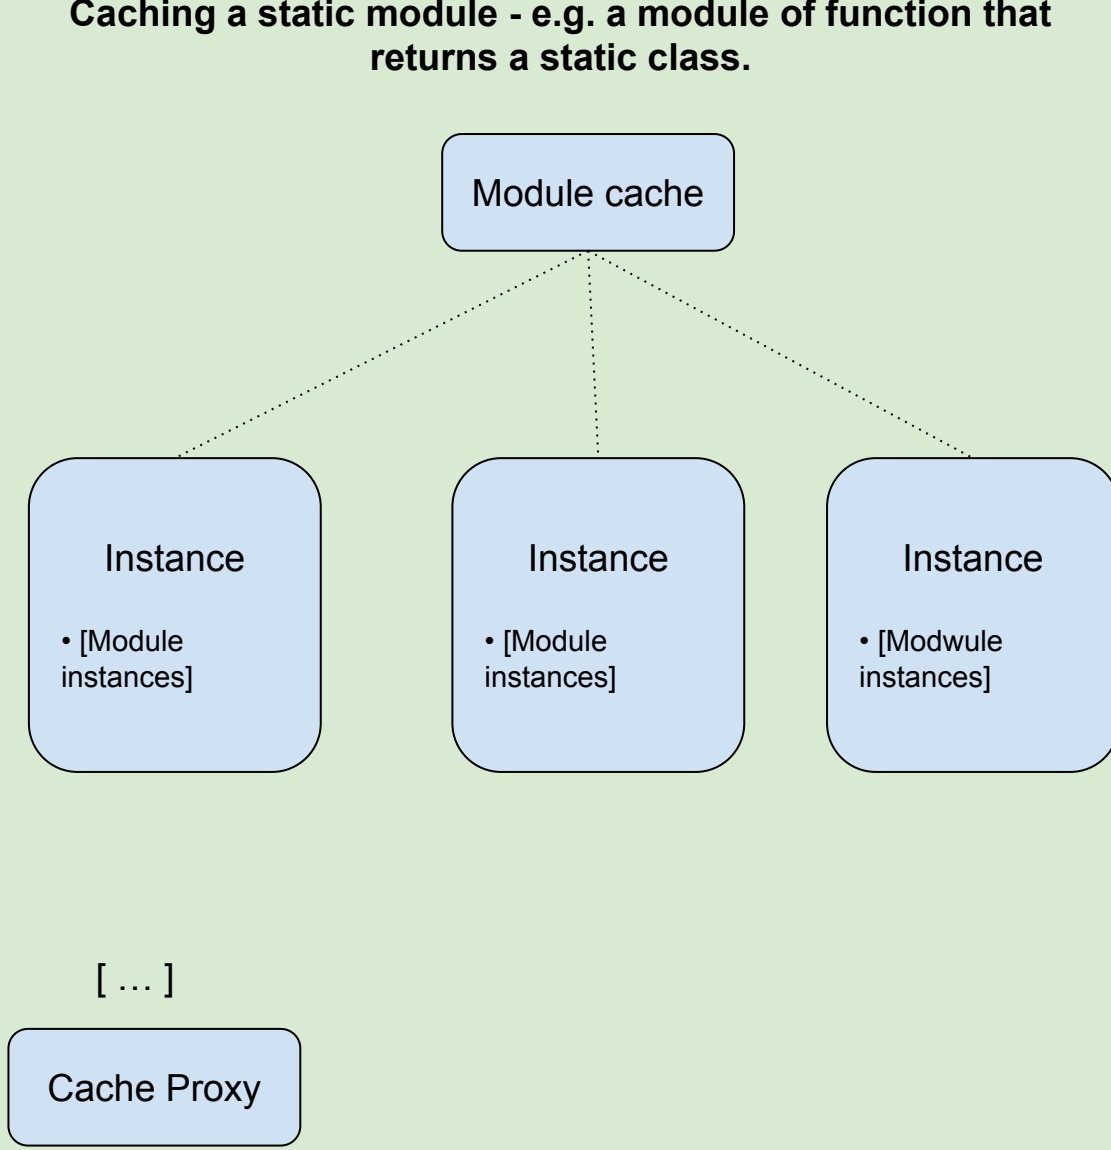 Caching a static module - e.g. a module of function that
returns a static class.
Module cache
Instance
• [Module
instances]
Instance
• [Module
instances]
Instance
• [Modwule
instances]
[ … ]
Cache Proxy